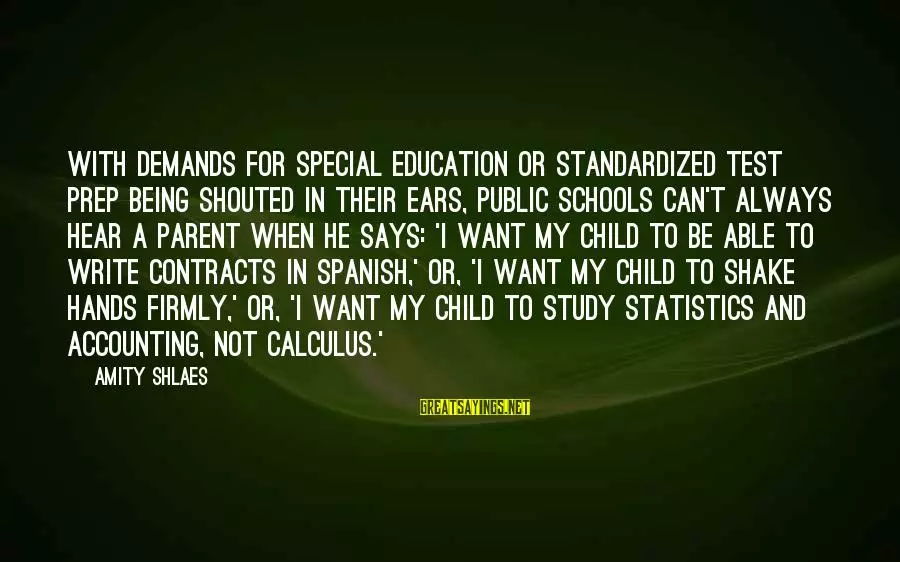 WITH DEMANDS FOR SPECIAL EDUCATION OR STANDARDIZED TEST
PREP BEING SHOUTED IN THEIR EARS, PUBLIC SCHOOLS CAN'T ALWAYS
HEAR A PARENT WHEN HE SAYS: 'I WANT MY CHILD TO BE ABLE TO
WRITE CONTRACTS IN SPANISH,' OR, 'I WANT MY CHILD TO SHAKE
HANDS FIRMLY,' OR, 'I WANT MY CHILD TO STUDY STATISTICS AND
ACCOUNTING, NOT CALCULUS.'
AMITY SHLAES
GREATSAYINGS.NET